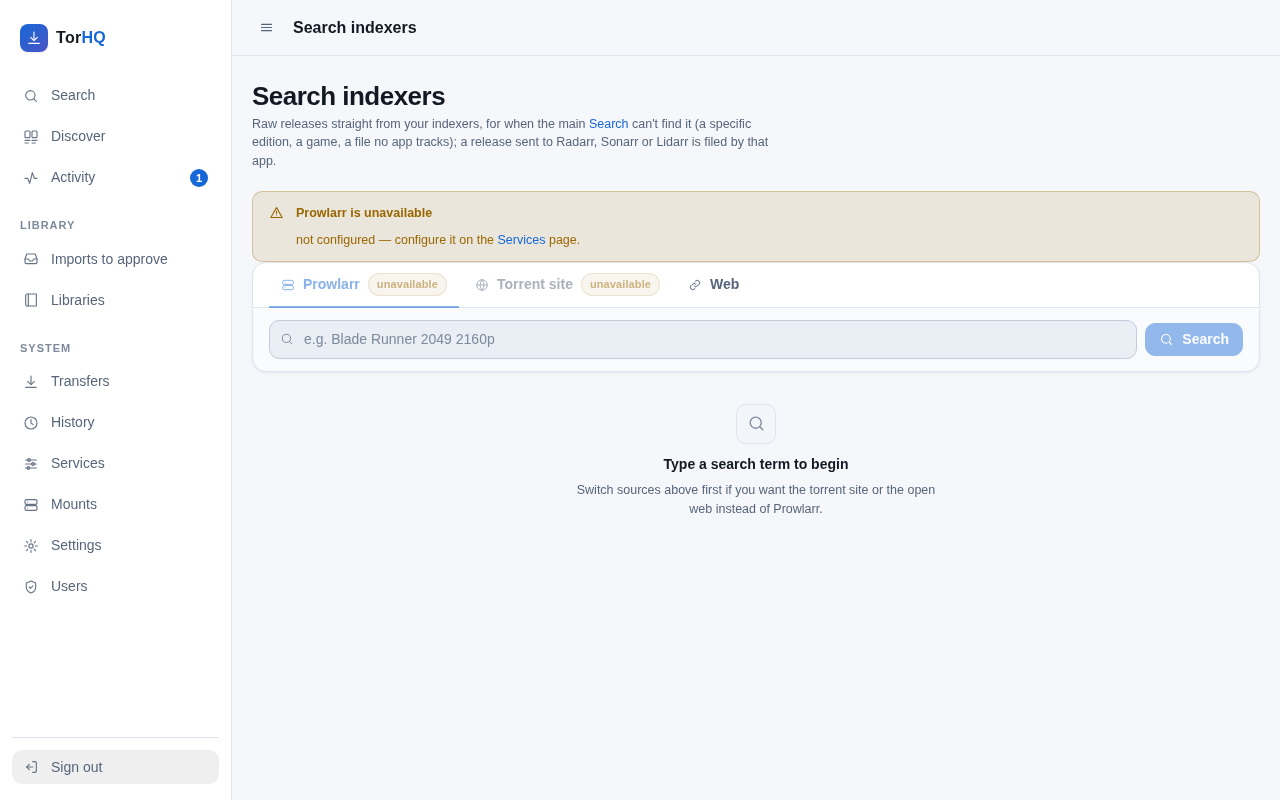 TorHQ
Search
Discover
Activity
1
LIBRARY
Imports to approve
Libraries
SYSTEM
Transfers
History
Services
Mounts
Settings
Users
Sign out
Search indexers
Search indexers
Raw releases straight from your indexers, for when the main Search can't find it (a specific
edition, a game, a file no app tracks); a release sent to Radarr, Sonarr or Lidarr is filed by that
app.
Prowlarr is unavailable
not configured — configure it on the Services page.
Prowlarr unavailable Torrent site unavailable Web
e.g. Blade Runner 2049 2160p
Search
Type a search term to begin
Switch sources above first if you want the torrent site or the open
web instead of Prowlarr.